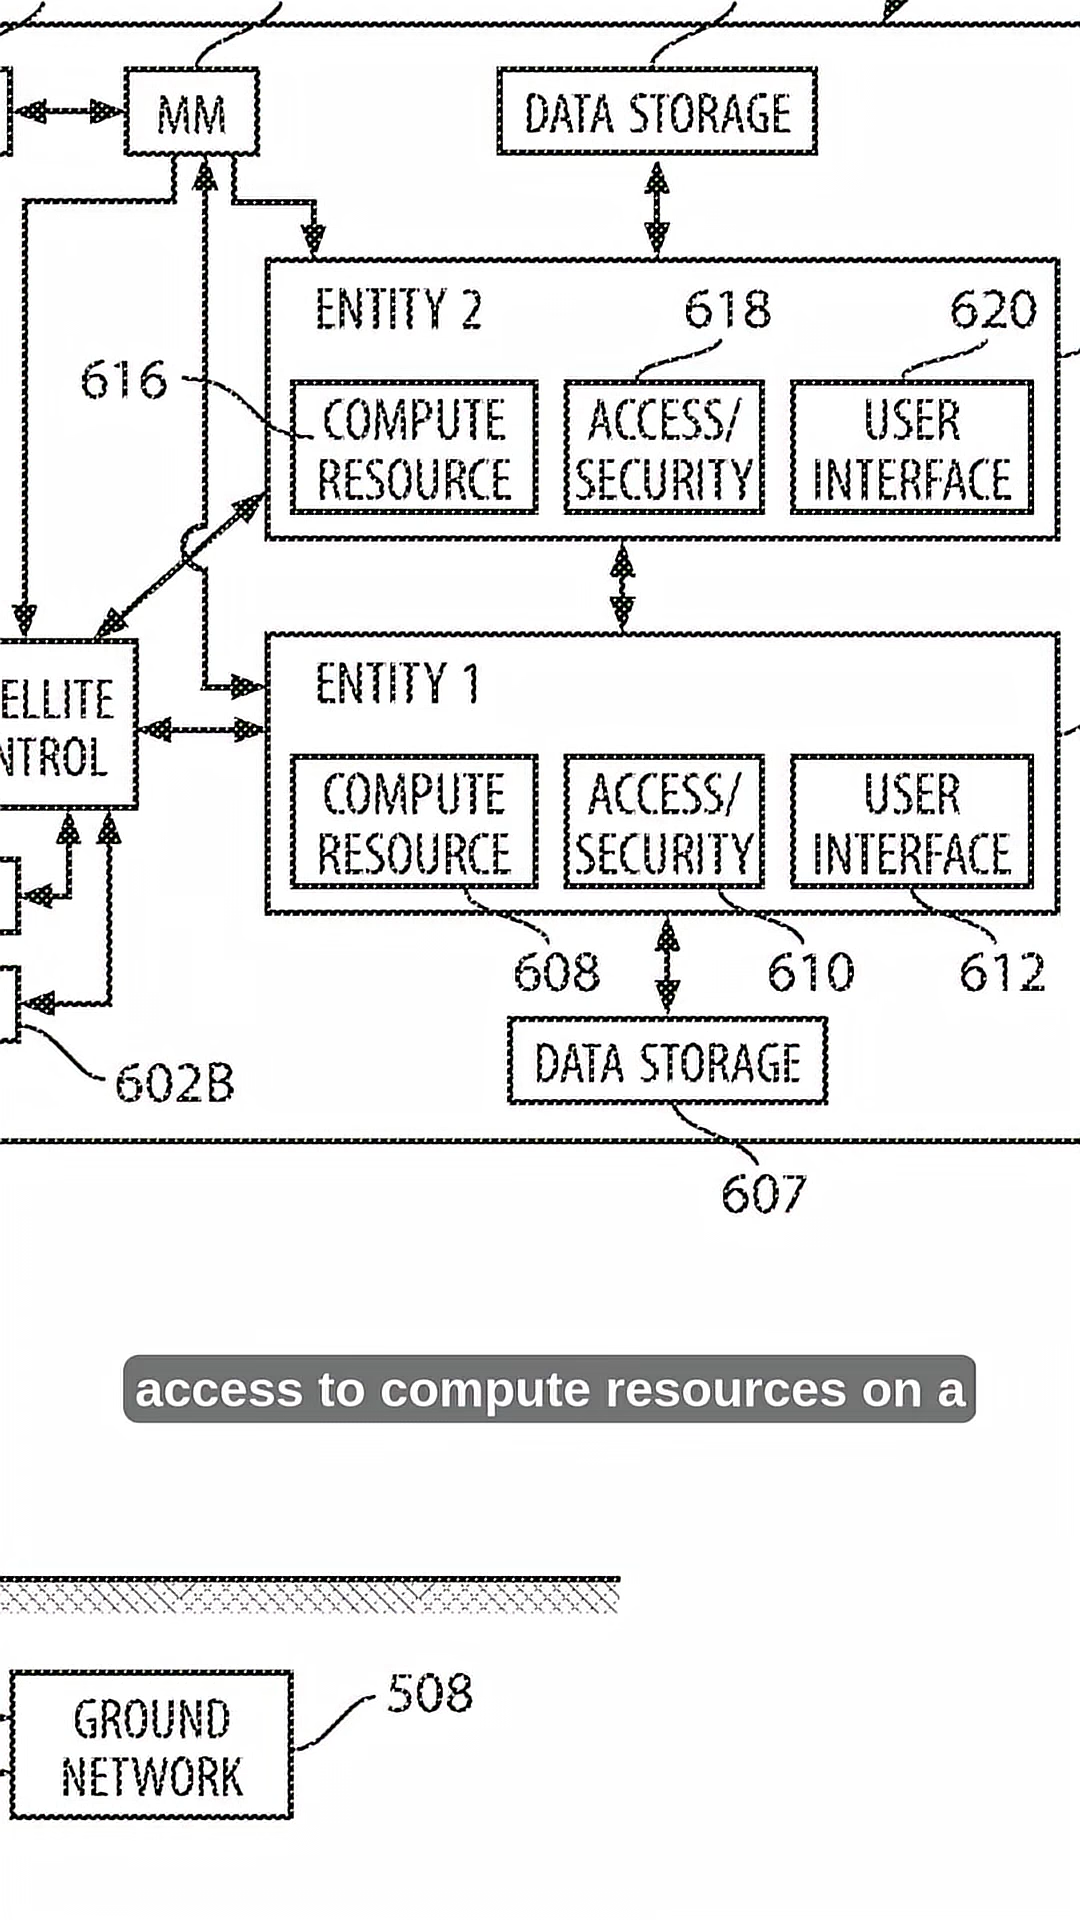 MM
DATA STORAGE
ENTITY 2
618
620
616
COMPUTE
RESOURCE
ACCESS/
SECURITY
USER
INTERFACE
ENTITY 1
ELLITE
NTROL
COMPUTE
RESOURCE
ACCESS/
SECURITY
USER
INTERFACE
608
610
612
602B
DATA STORAGE
607
access to compute resources on a
508
GROUND
NETWORK